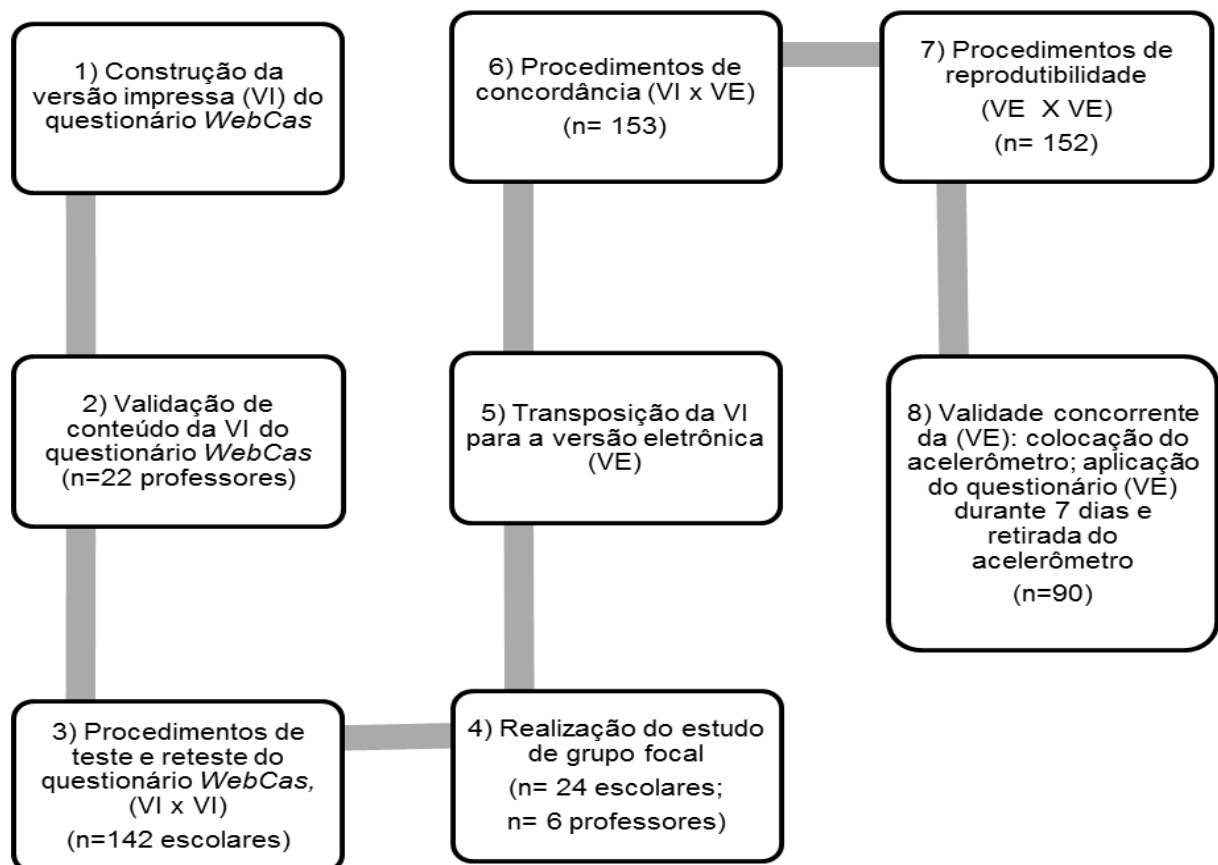 1) Construção da
versão impressa (VI) do
questionário WebCas
2) Validação de
conteúdo da VI do
questionário WebCas
(n=22 professores)
3) Procedimentos de
teste e reteste do
questionário WebCas,
(VI x VI)
(n=142 escolares)
4) Realização do estudo
de grupo focal
(n= 24 escolares;
n= 6 professores)
5) Transposição da VI
para a versão eletrônica
(VE)
6) Procedimentos de
concordância (VI x VE)
(n= 153)
7) Procedimentos de
reprodutibilidade
(VE X VE)
(n= 152)
8) Validade concorrente
da (VE): colocação do
acelerômetro; aplicação
do questionário (VE)
durante 7 dias e
retirada do
acelerômetro
(n=90)